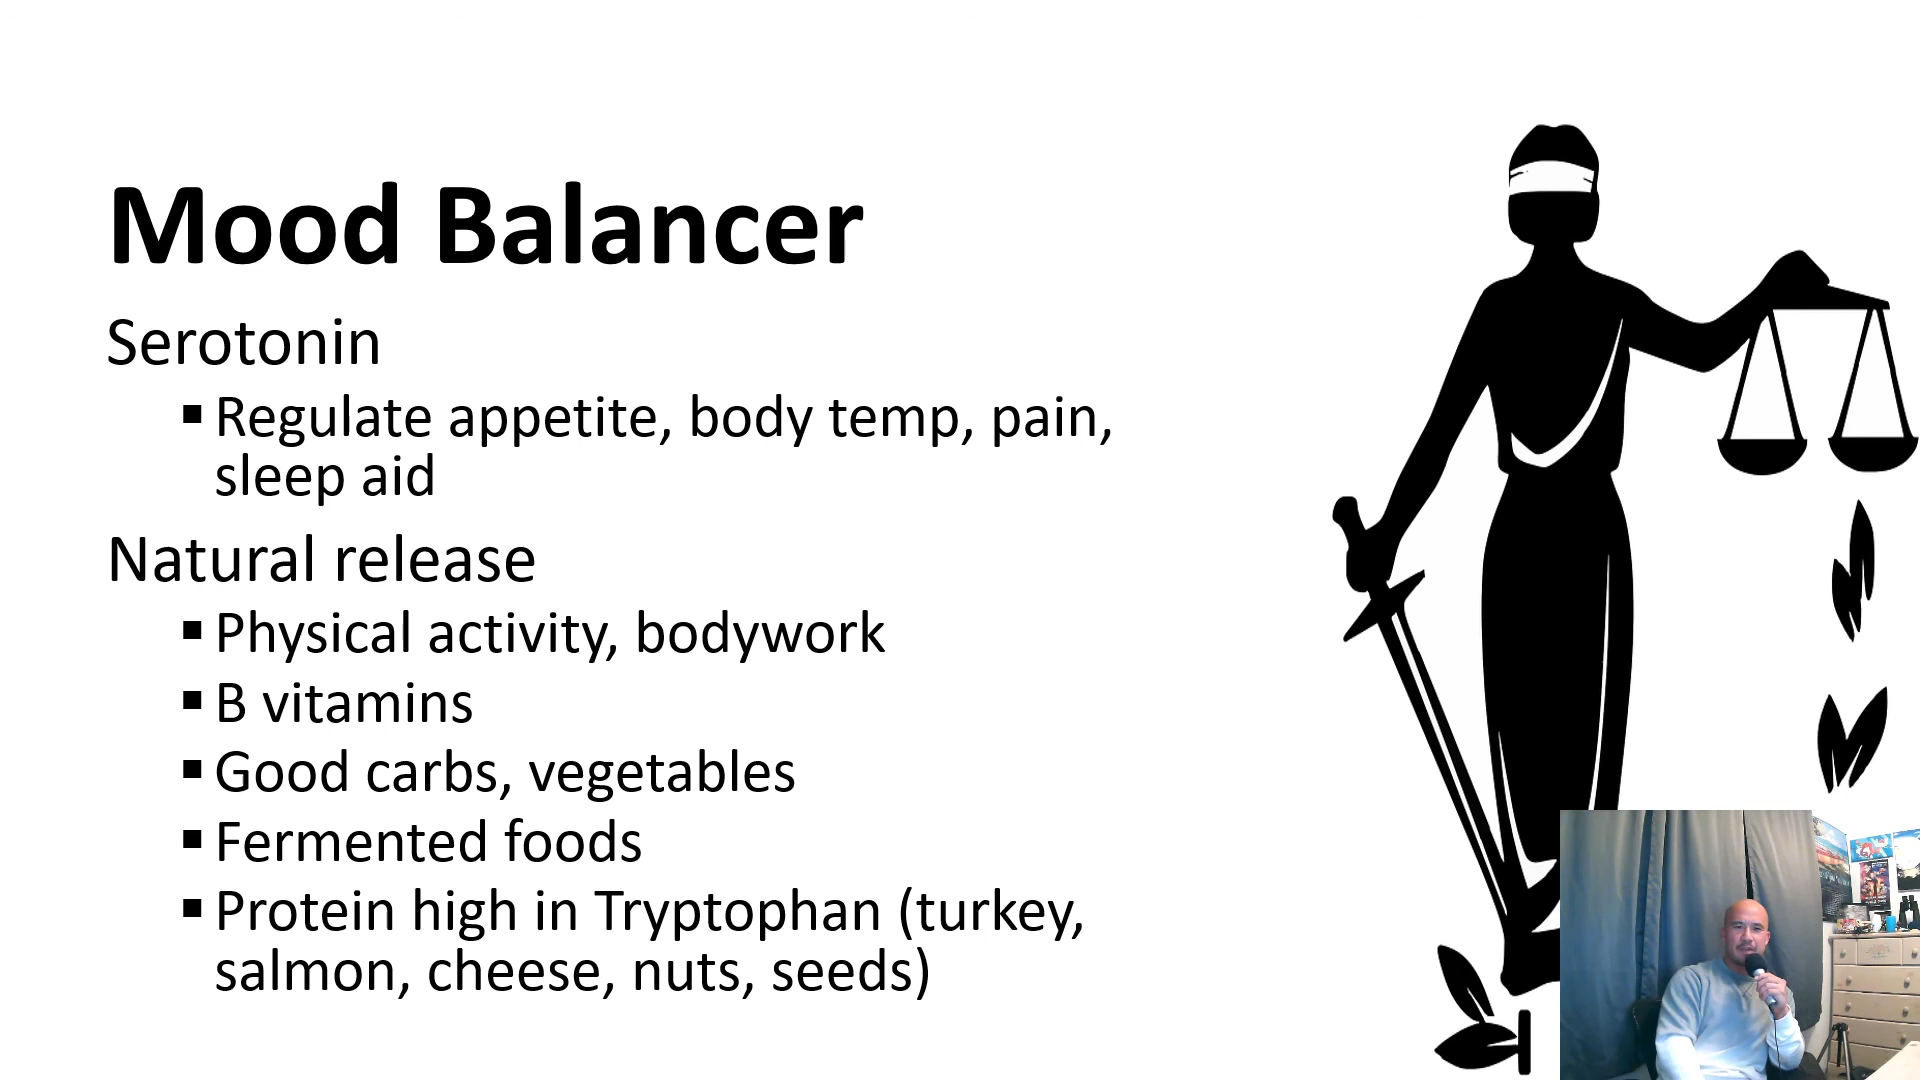 Mood Balancer
Serotonin
▪ Regulate appetite, body temp, pain,
sleep aid
Natural release
▪ Physical activity, bodywork
▪ B vitamins
▪ Good carbs, vegetables
▪ Fermented foods
▪ Protein high in Tryptophan (turkey,
salmon, cheese, nuts, seeds)